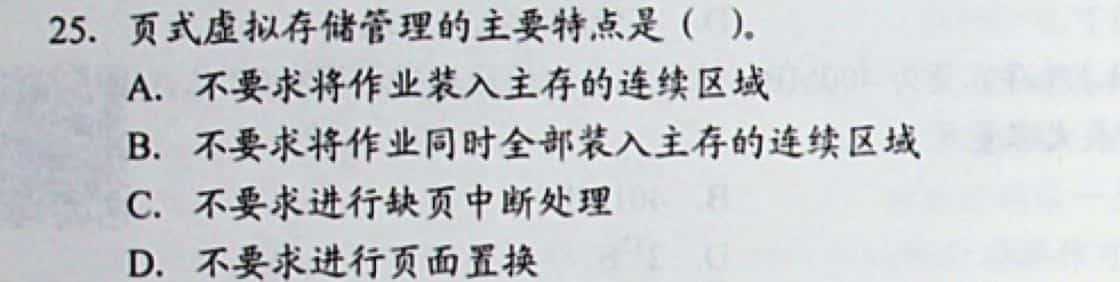 25. 页式虚拟存储管理的主要特点是（ ）。
A. 不要求将作业装入主存的连续区域
B. 不要求将作业同时全部装入主存的连续区域
C. 不要求进行缺页中断处理
D. 不要求进行页面置换